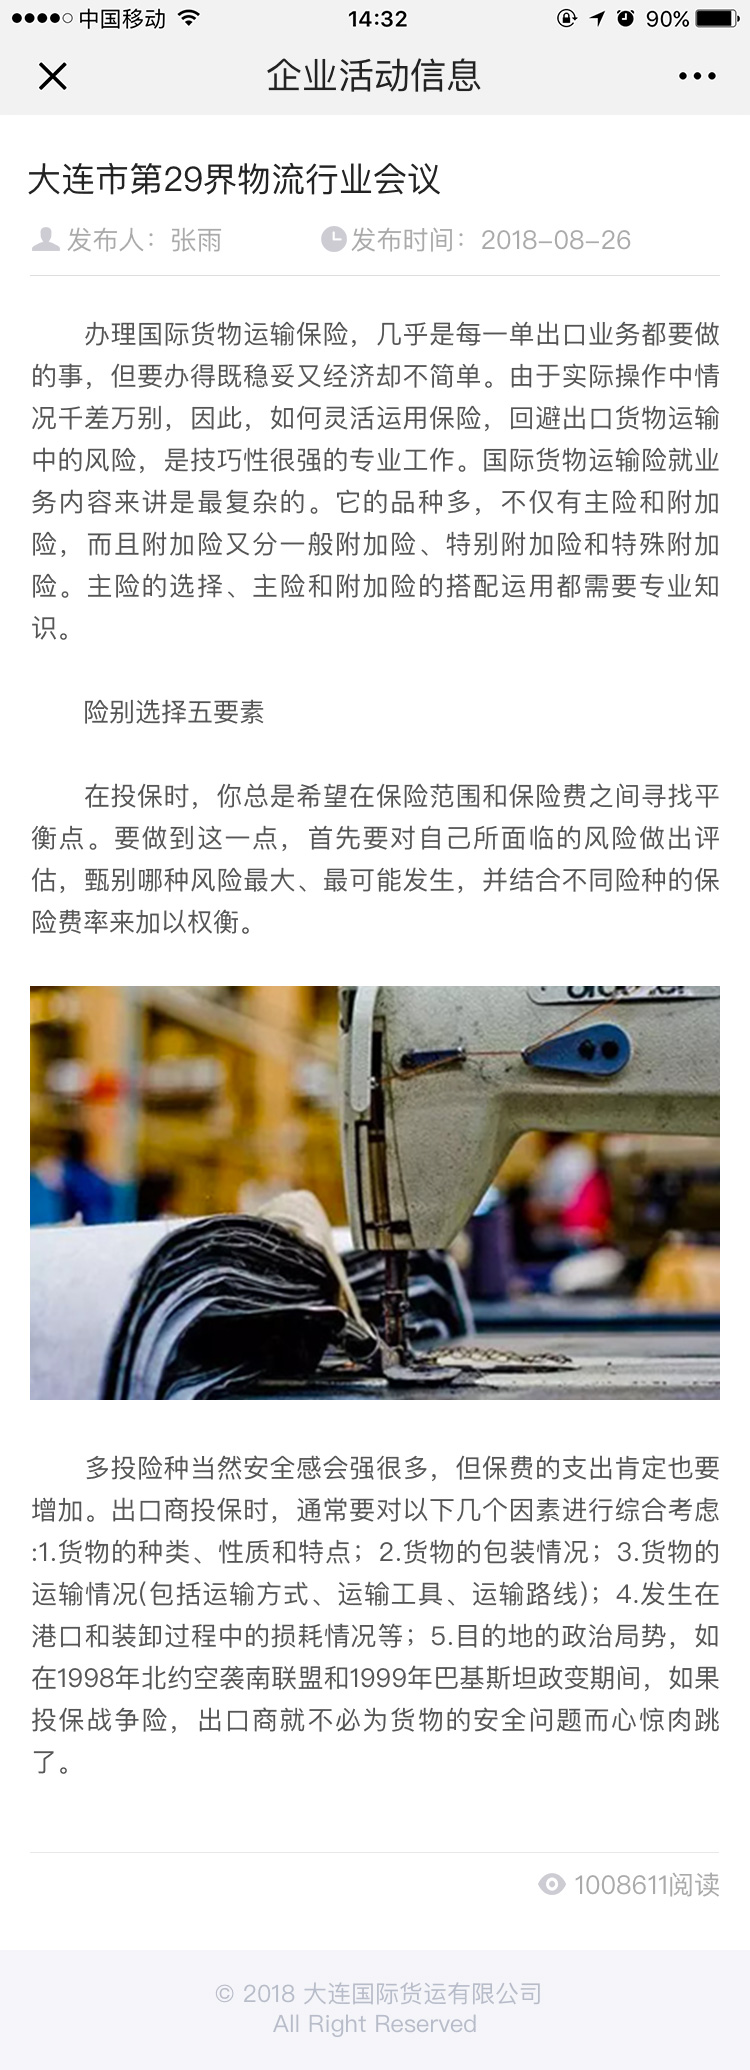 中国移动 14:32 90%
企业活动信息
大连市第29界物流行业会议
发布人：张雨 发布时间：2018-08-26
办理国际货物运输保险，几乎是每一单出口业务都要做
的事，但要办得既稳妥又经济却不简单。由于实际操作中情
况千差万别，因此，如何灵活运用保险，回避出口货物运输
中的风险，是技巧性很强的专业工作。国际货物运输险就业
务内容来讲是最复杂的。它的品种多，不仅有主险和附加
险，而且附加险又分一般附加险、特别附加险和特殊附加
险。主险的选择、主险和附加险的搭配运用都需要专业知
识。
险别选择五要素
在投保时，你总是希望在保险范围和保险费之间寻找平
衡点。要做到这一点，首先要对自己所面临的风险做出评
估，甄别哪种风险最大、最可能发生，并结合不同险种的保
险费率来加以权衡。
多投险种当然安全感会强很多，但保费的支出肯定也要
增加。出口商投保时，通常要对以下几个因素进行综合考虑
:1.货物的种类、性质和特点；2.货物的包装情况；3.货物的
运输情况(包括运输方式、运输工具、运输路线)；4.发生在
港口和装卸过程中的损耗情况等；5.目的地的政治局势，如
在1998年北约空袭南联盟和1999年巴基斯坦政变期间，如果
投保战争险，出口商就不必为货物的安全问题而心惊肉跳
了。
1008611阅读
© 2018 大连国际货运有限公司
All Right Reserved